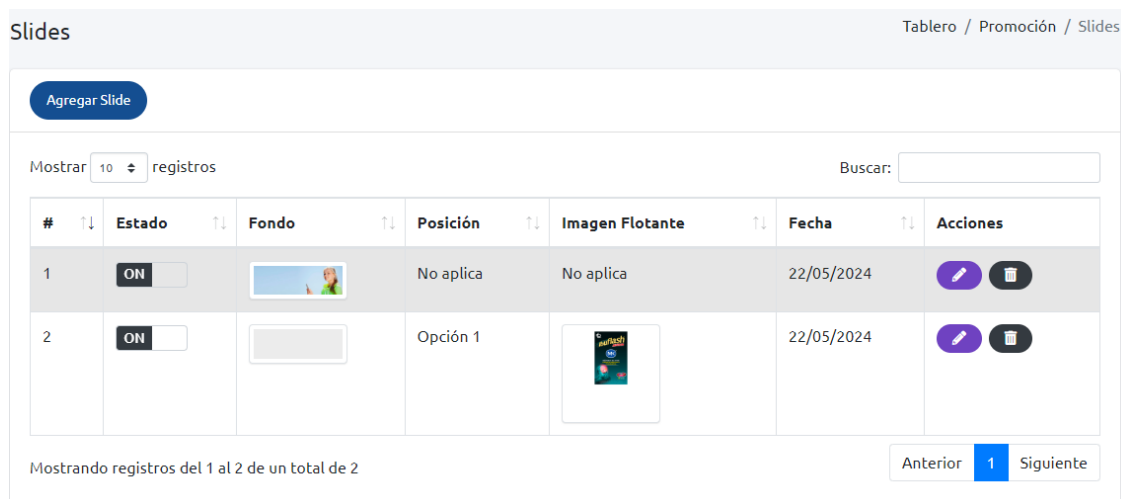 Slides
Tablero / Promoción / Slides
Agregar Slide
Mostrar 10 registros
Buscar:
# Estado Fondo Posición Imagen Flotante Fecha Acciones
1 ON No aplica No aplica 22/05/2024
2 ON Opción 1 22/05/2024
MK
Mostrando registros del 1 al 2 de un total de 2
Anterior 1 Siguiente